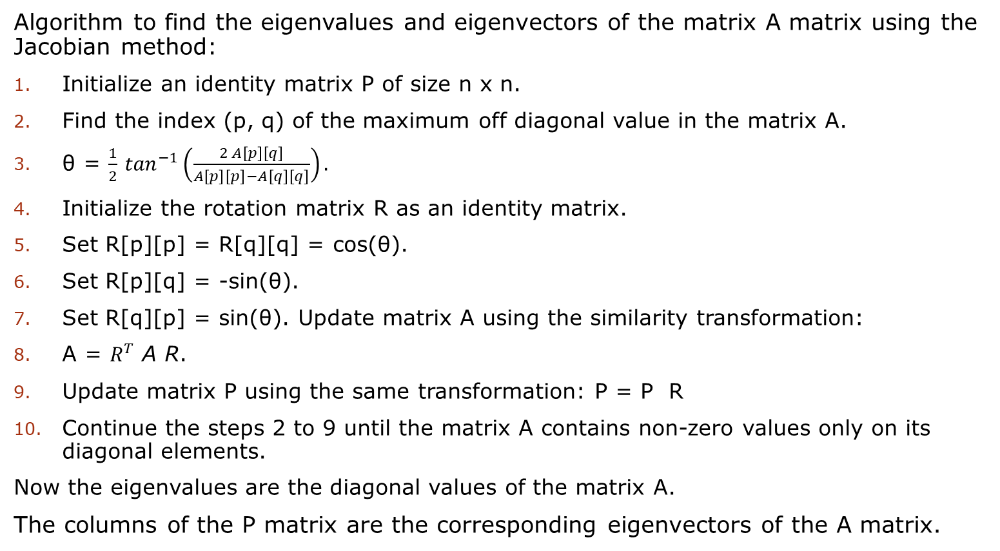 Algorithm to find the eigenvalues and eigenvectors of the matrix A matrix using the
Jacobian method:
1. Initialize an identity matrix P of size n x n.
2. Find the index (p, q) of the maximum off diagonal value in the matrix A.
3. θ = \frac{1}{2} tan^{-1} \left(\frac{2 A[p][q]}{A[p][p]-A[q][q]}\right).
4. Initialize the rotation matrix R as an identity matrix.
5. Set R[p][p] = R[q][q] = cos(θ).
6. Set R[p][q] = -sin(θ).
7. Set R[q][p] = sin(θ). Update matrix A using the similarity transformation:
8. A = R^T A R.
9. Update matrix P using the same transformation: P = P R
10. Continue the steps 2 to 9 until the matrix A contains non-zero values only on its
diagonal elements.
Now the eigenvalues are the diagonal values of the matrix A.
The columns of the P matrix are the corresponding eigenvectors of the A matrix.